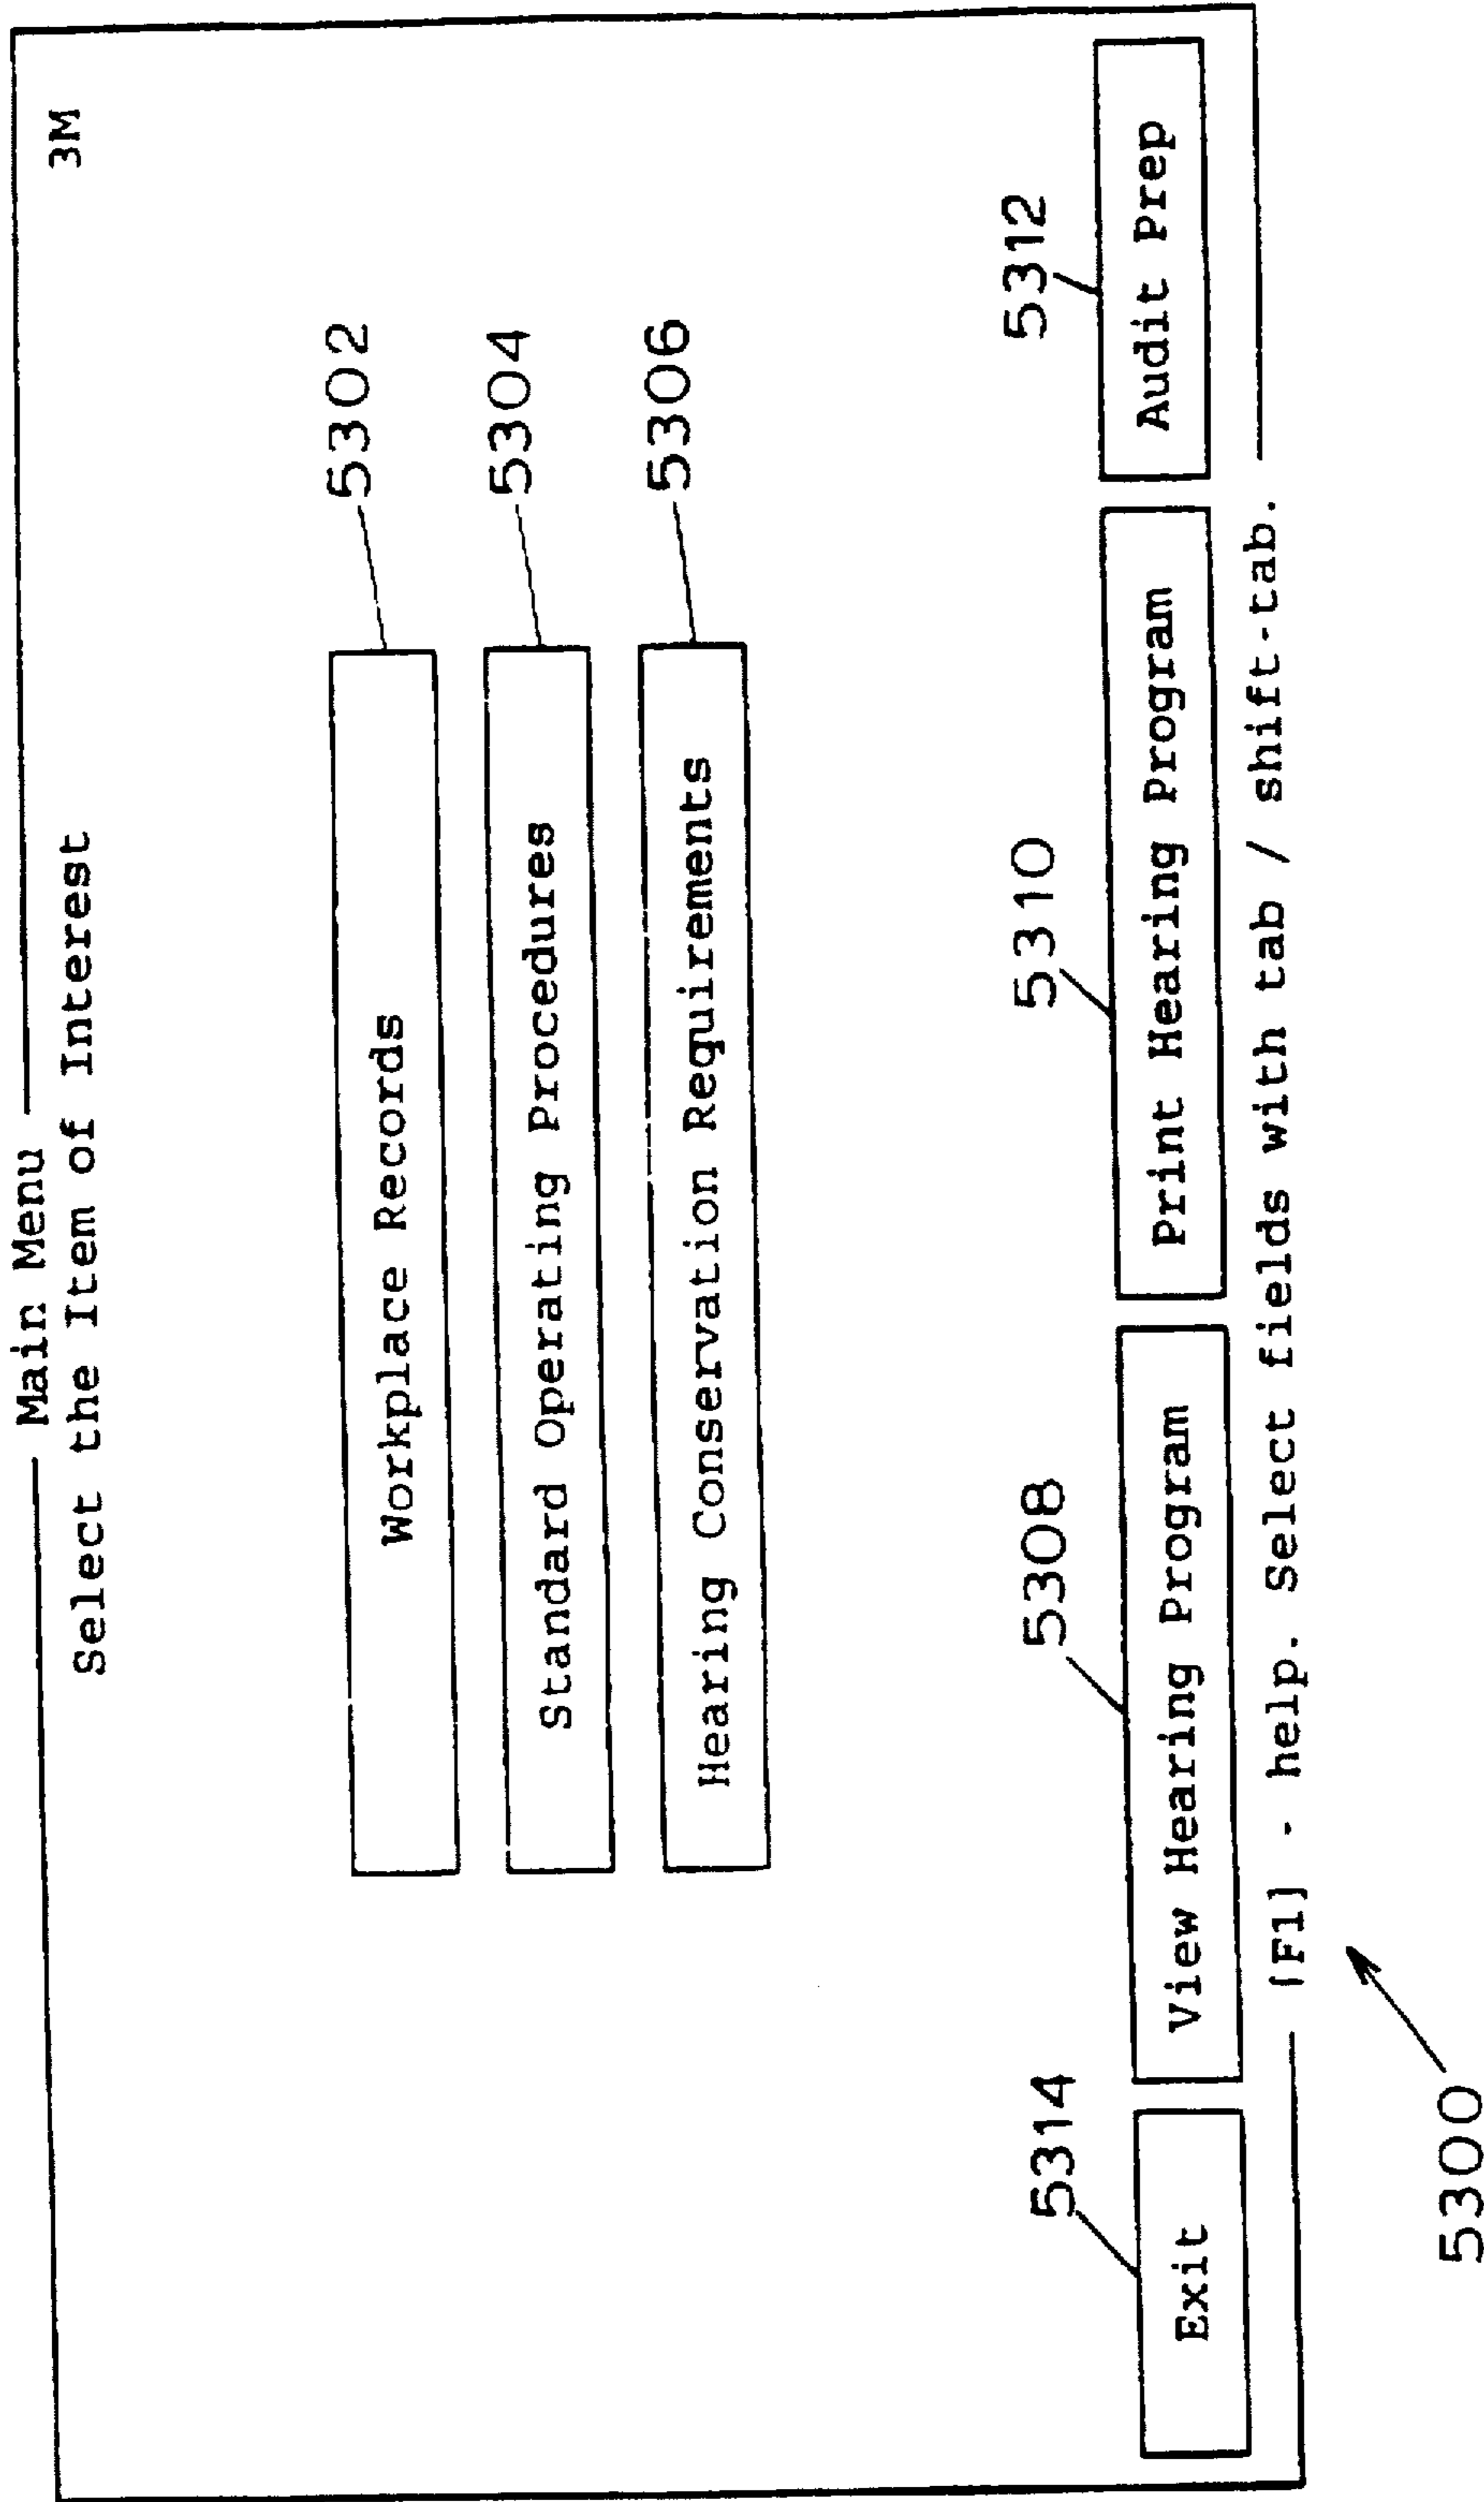 Main Menu
Select the Item of Interest
3M
Workplace Records
5302
Standard Operating Procedures
5304
Hearing Conservation Requirements
5306
5314
5308
5310
5312
Exit
View Hearing Program
Print Hearing Program
Audit Prep
[F1] - help. Select fields with tab / shift-tab.
5300